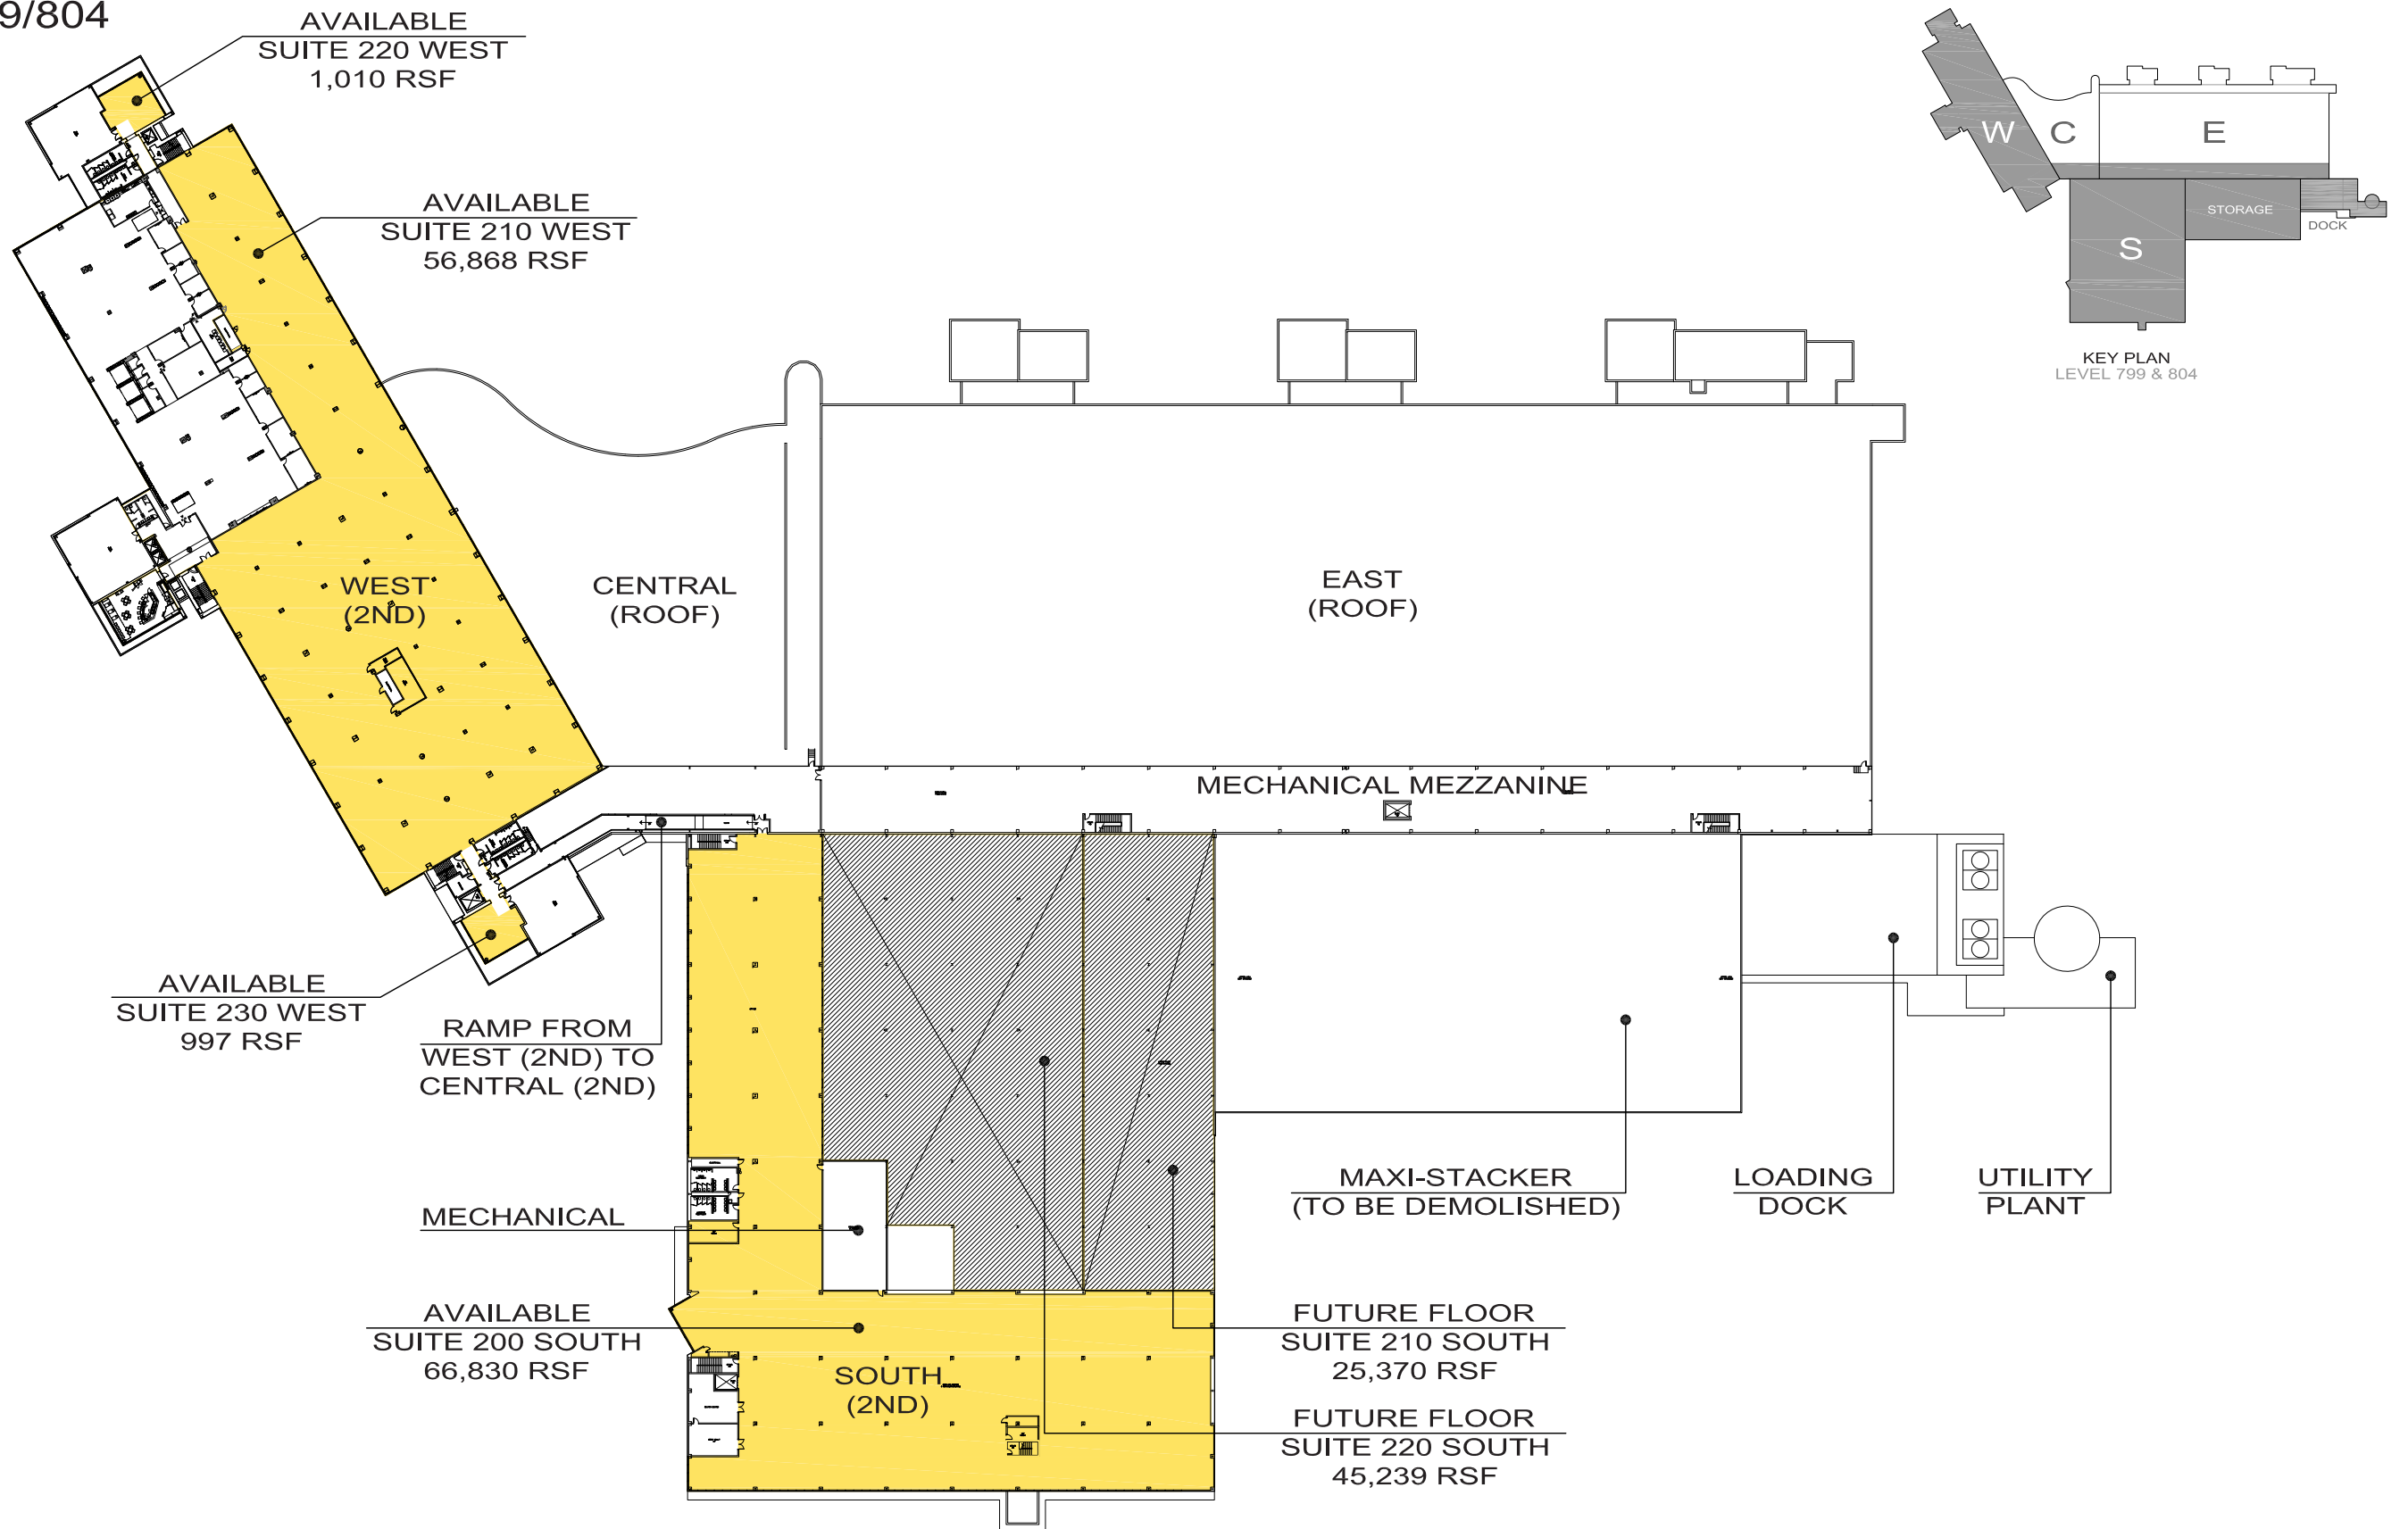 9/804
AVAILABLE
SUITE 220 WEST
1,010 RSF
AVAILABLE
SUITE 210 WEST
56,868 RSF
W
C
E
S
STORAGE
DOCK
KEY PLAN
LEVEL 799 & 804
WEST
(2ND)
CENTRAL
(ROOF)
EAST
(ROOF)
MECHANICAL MEZZANINE
AVAILABLE
SUITE 230 WEST
997 RSF
RAMP FROM
WEST (2ND) TO
CENTRAL (2ND)
MECHANICAL
AVAILABLE
SUITE 200 SOUTH
66,830 RSF
SOUTH
(2ND)
MAXI-STACKER
(TO BE DEMOLISHED)
LOADING
DOCK
UTILITY
PLANT
FUTURE FLOOR
SUITE 210 SOUTH
25,370 RSF
FUTURE FLOOR
SUITE 220 SOUTH
45,239 RSF